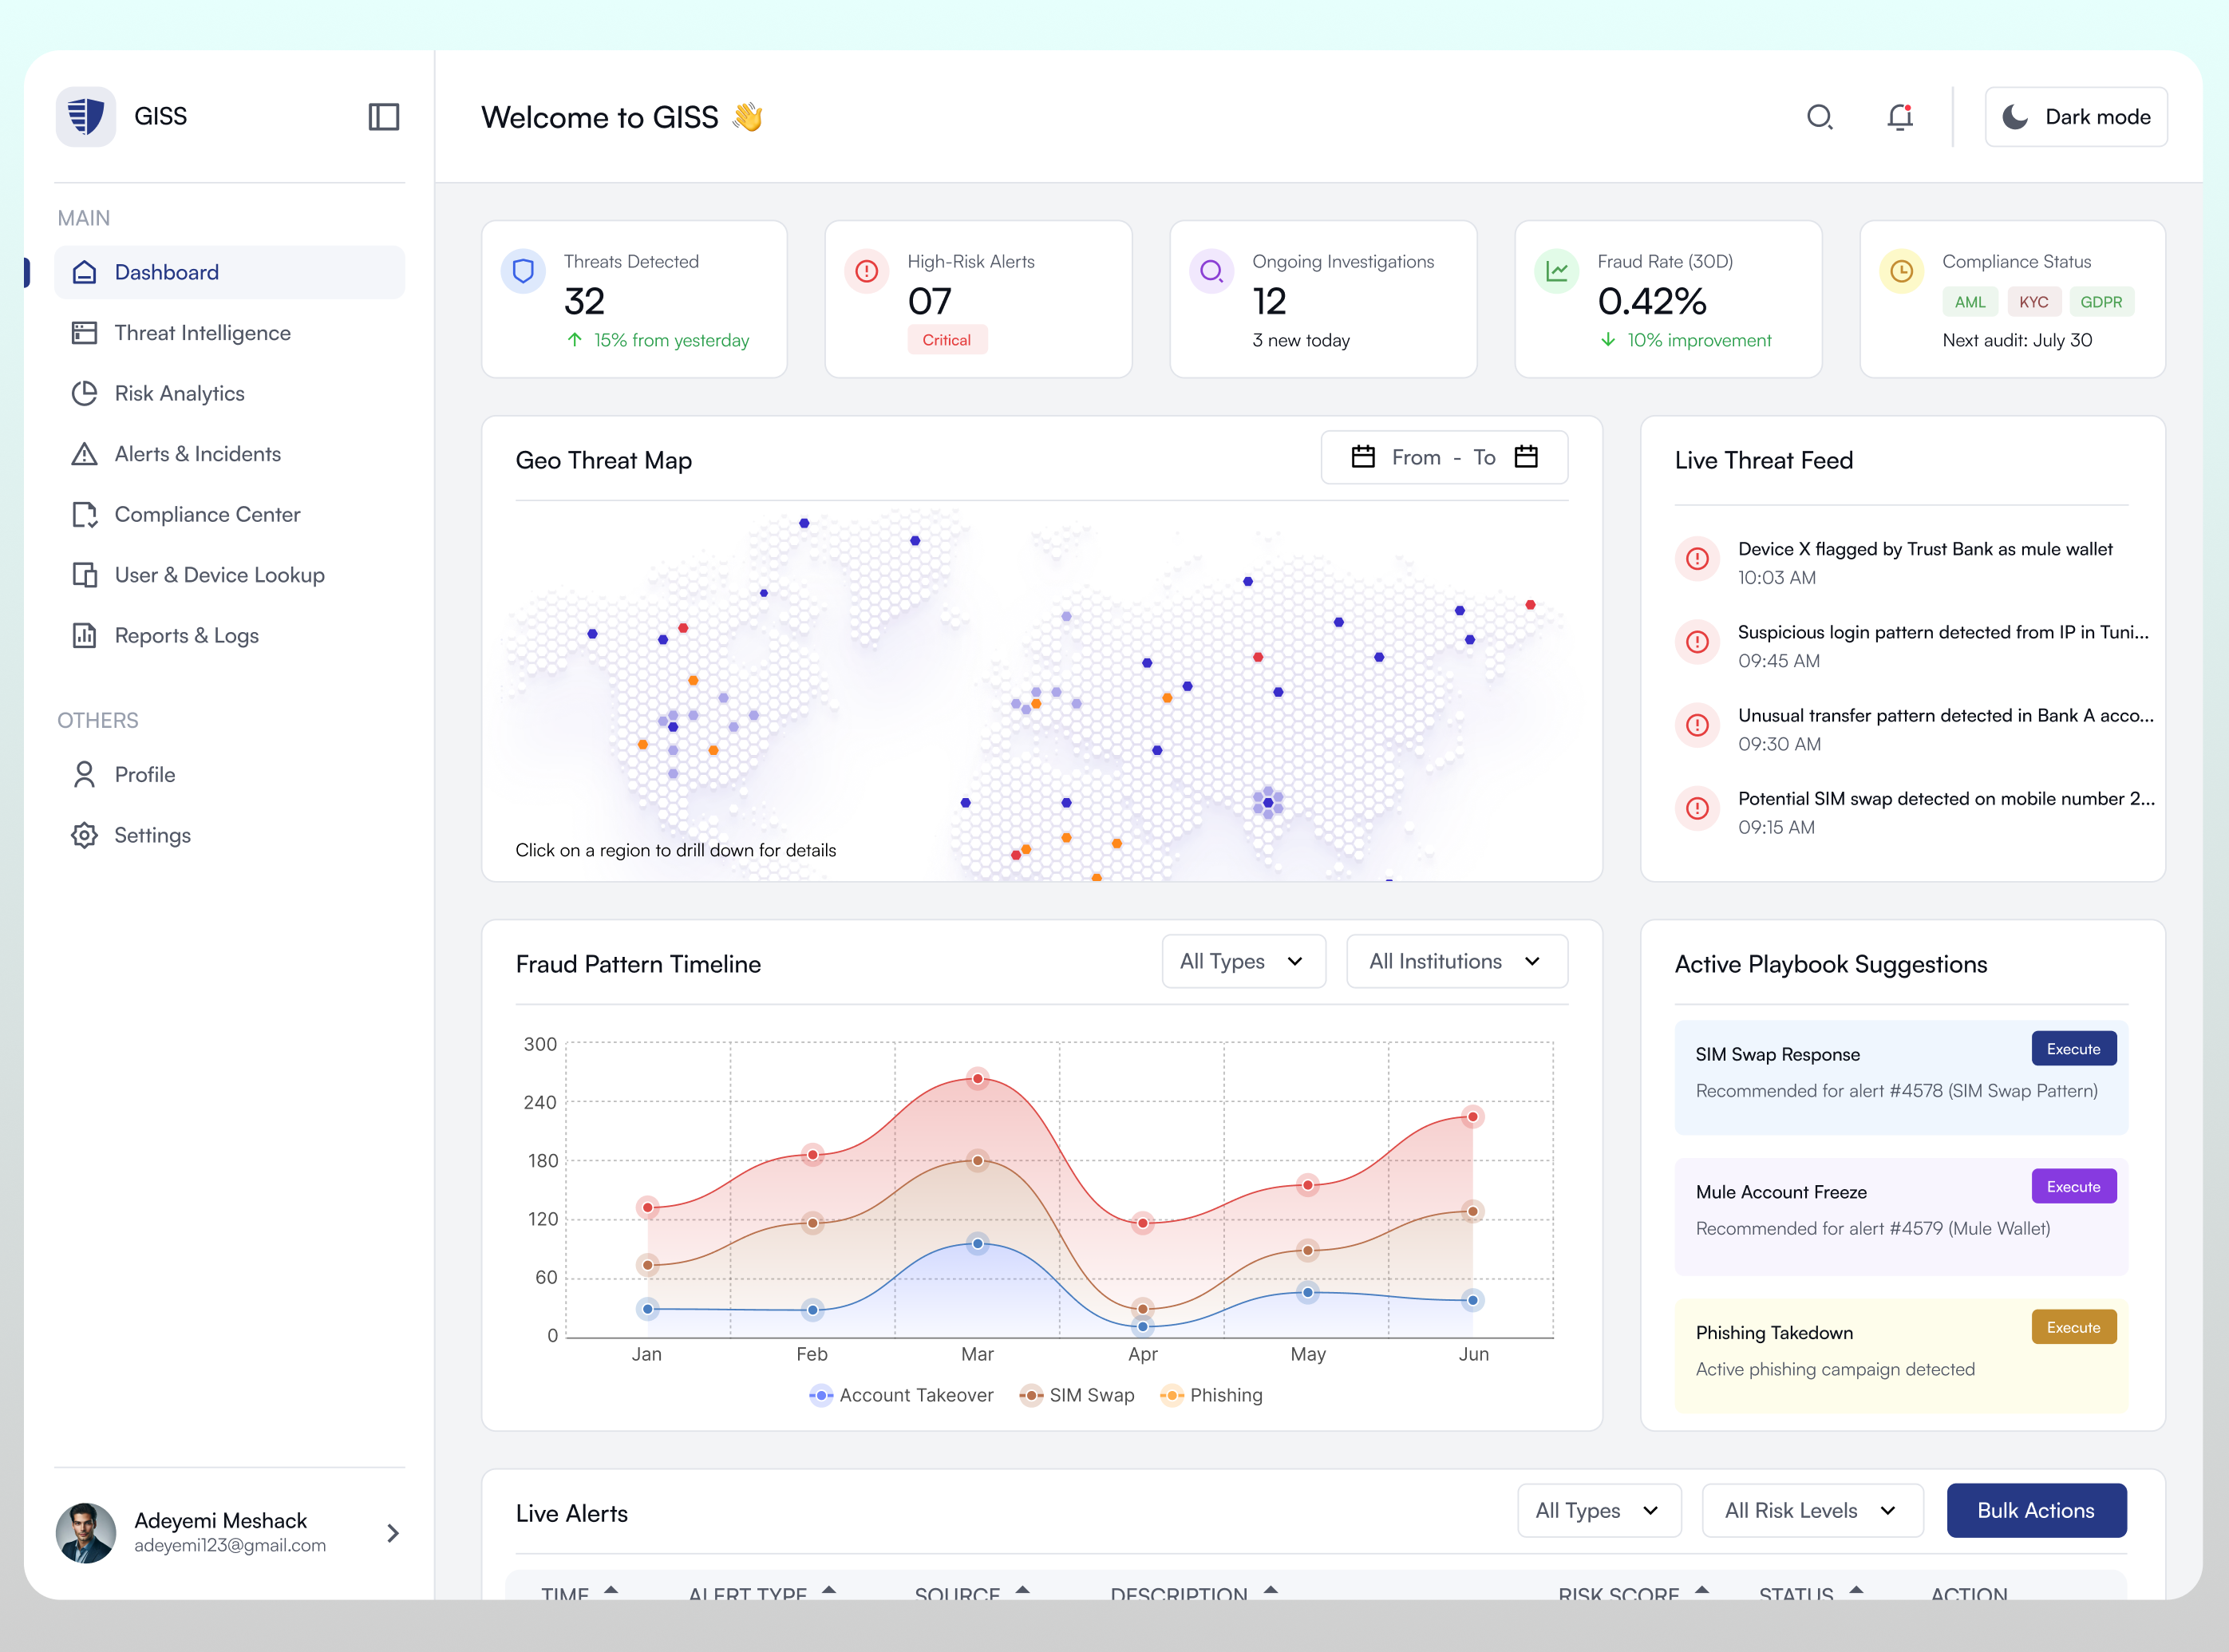 GISS
MAIN
Dashboard
Threat Intelligence
Risk Analytics
Alerts & Incidents
Compliance Center
User & Device Lookup
Reports & Logs
OTHERS
Profile
Settings
Adeyemi Meshack
adeyemi123@gmail.com
Welcome to GISS 👋
Dark mode
Threats Detected
32
15% from yesterday
High-Risk Alerts
07
Critical
Ongoing Investigations
12
3 new today
Fraud Rate (30D)
0.42%
10% improvement
Compliance Status
AML KYC GDPR
Next audit: July 30
Geo Threat Map
From - To
Click on a region to drill down for details
Live Threat Feed
Device X flagged by Trust Bank as mule wallet
10:03 AM
Suspicious login pattern detected from IP in Tuni...
09:45 AM
Unusual transfer pattern detected in Bank A acco...
09:30 AM
Potential SIM swap detected on mobile number 2...
09:15 AM
Fraud Pattern Timeline
All Types
All Institutions
300
240
180
120
60
0
Jan Feb Mar Apr May Jun
Account Takeover SIM Swap Phishing
Active Playbook Suggestions
SIM Swap Response
Execute
Recommended for alert #4578 (SIM Swap Pattern)
Mule Account Freeze
Execute
Recommended for alert #4579 (Mule Wallet)
Phishing Takedown
Execute
Active phishing campaign detected
Live Alerts
All Types
All Risk Levels
Bulk Actions
TIME ALERT TYPE SOURCE DESCRIPTION RISK SCORE STATUS ACTION